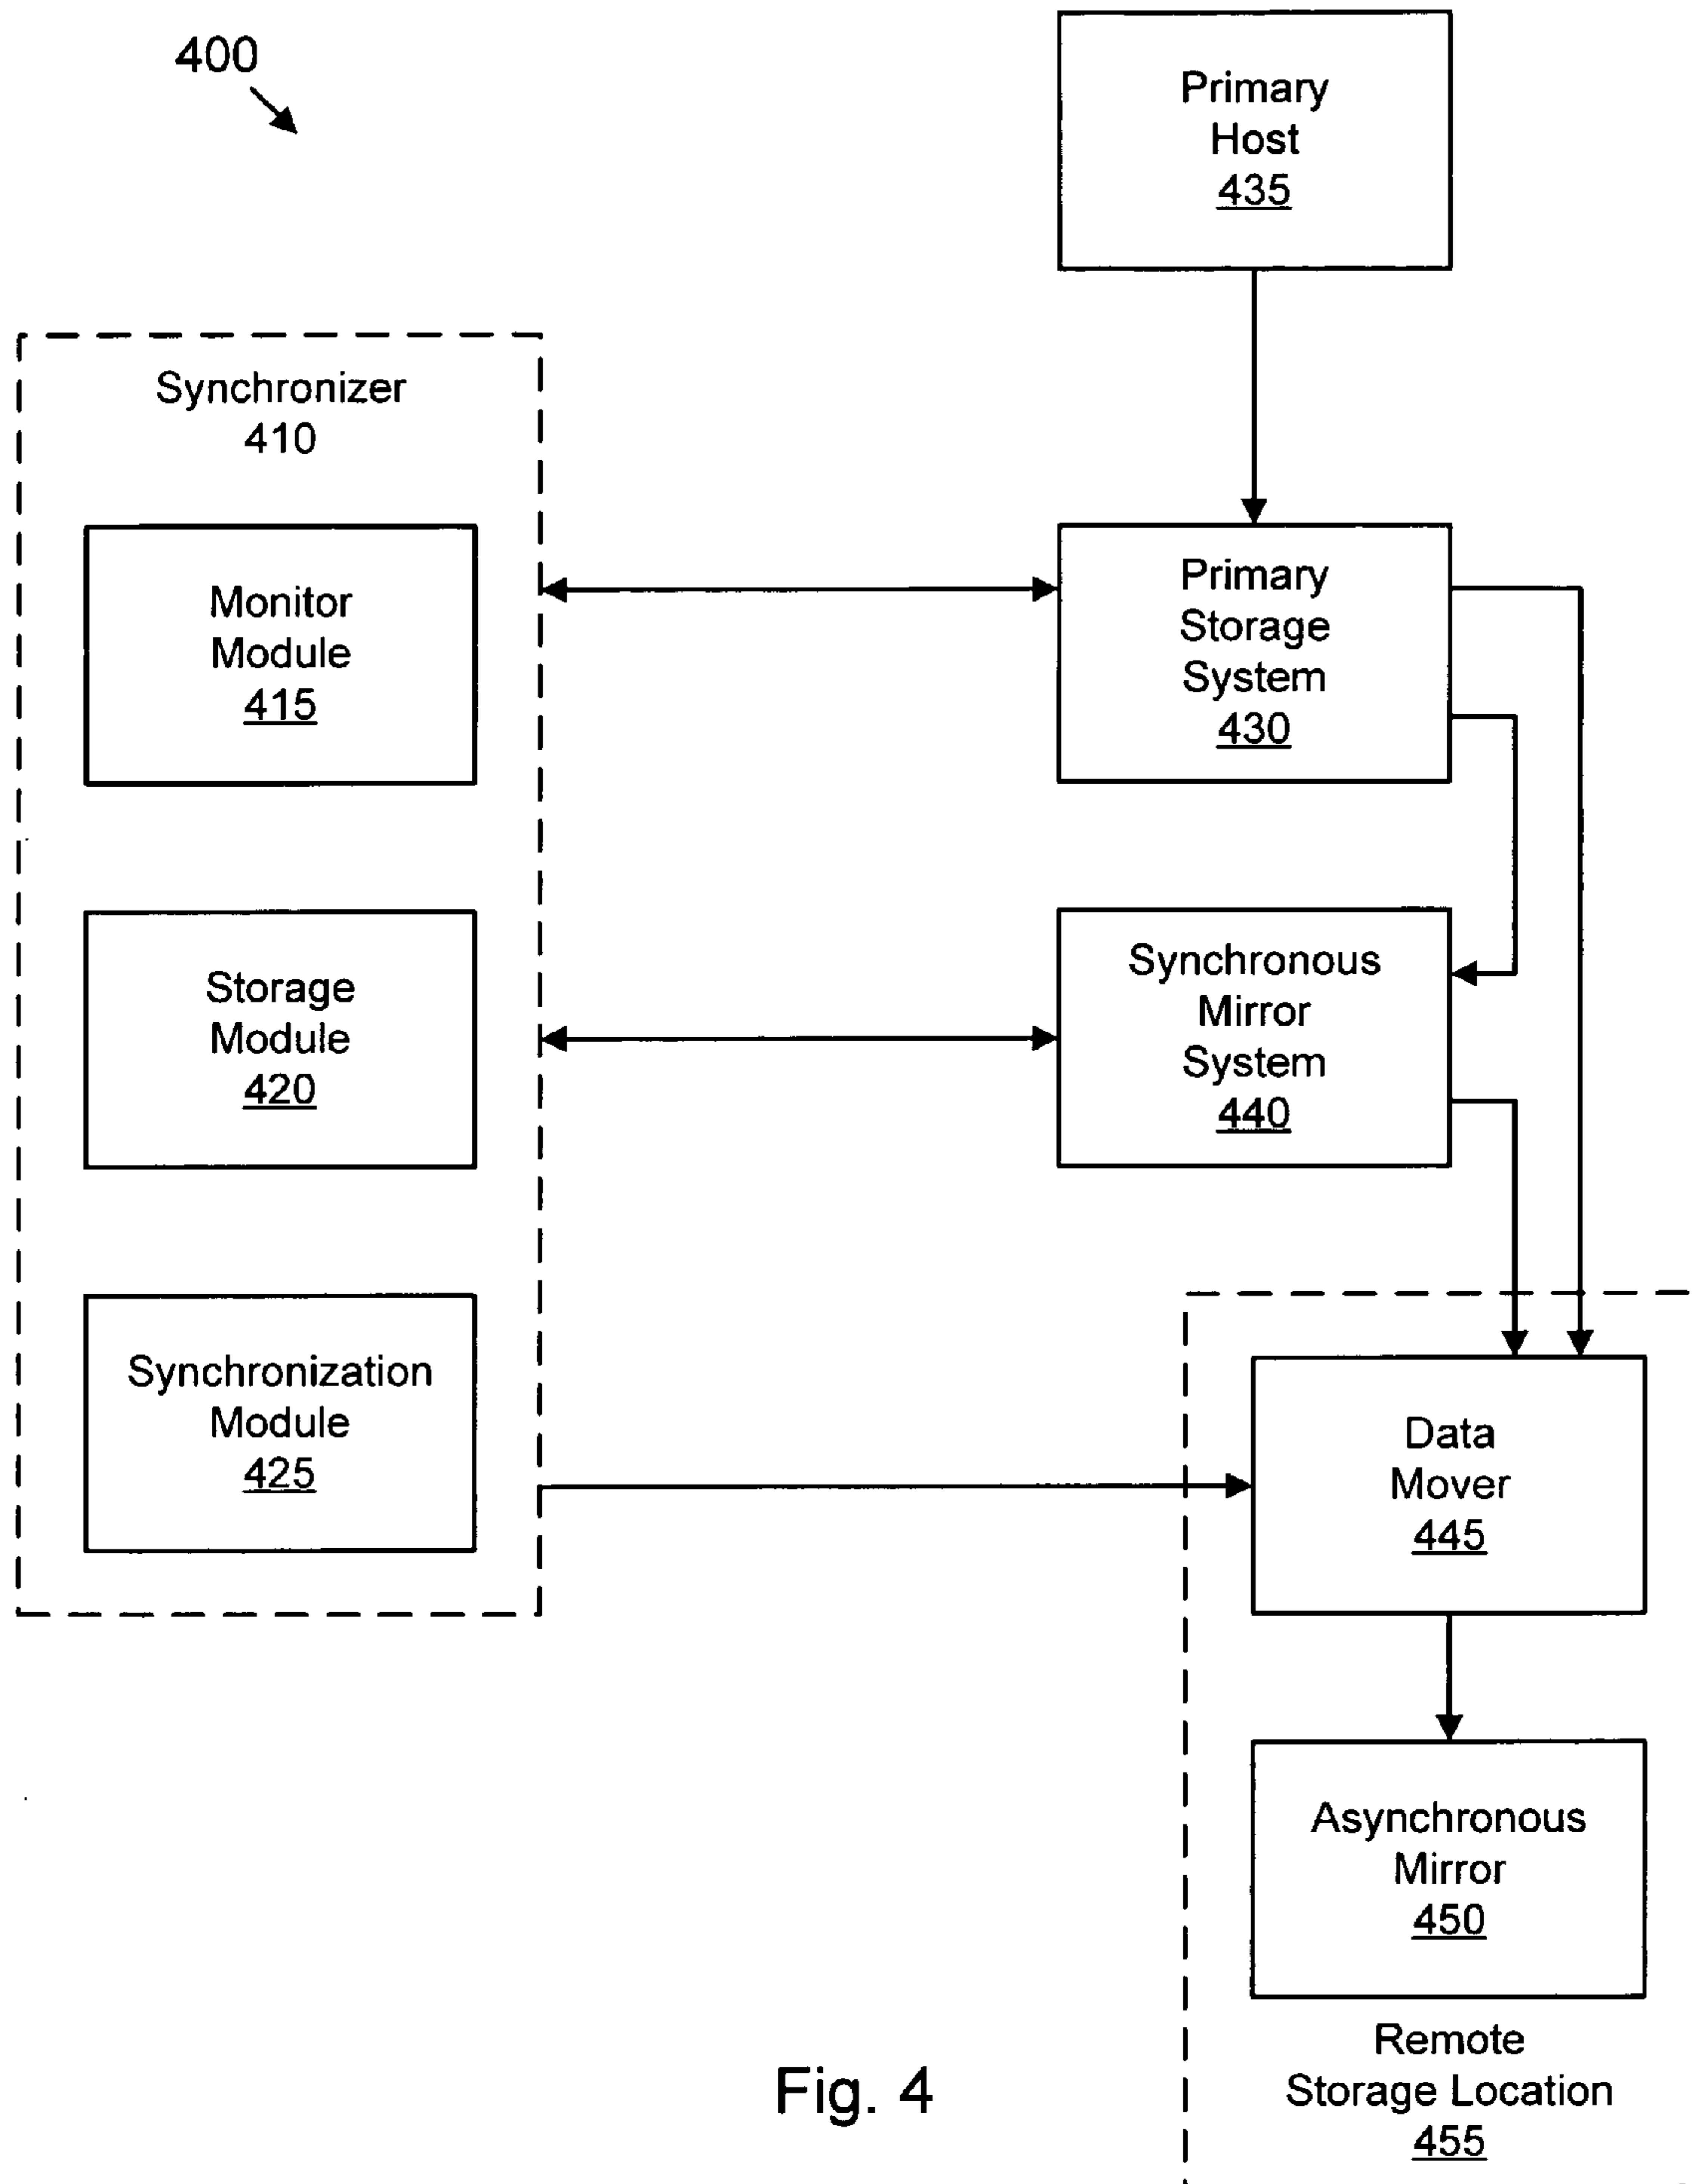 400
Primary
Host
435
Synchronizer
410
Monitor
Module
415
Primary
Storage
System
430
Storage
Module
420
Synchronous
Mirror
System
440
Synchronization
Module
425
Data
Mover
445
Asynchronous
Mirror
450
Remote
Storage Location
455
Fig. 4